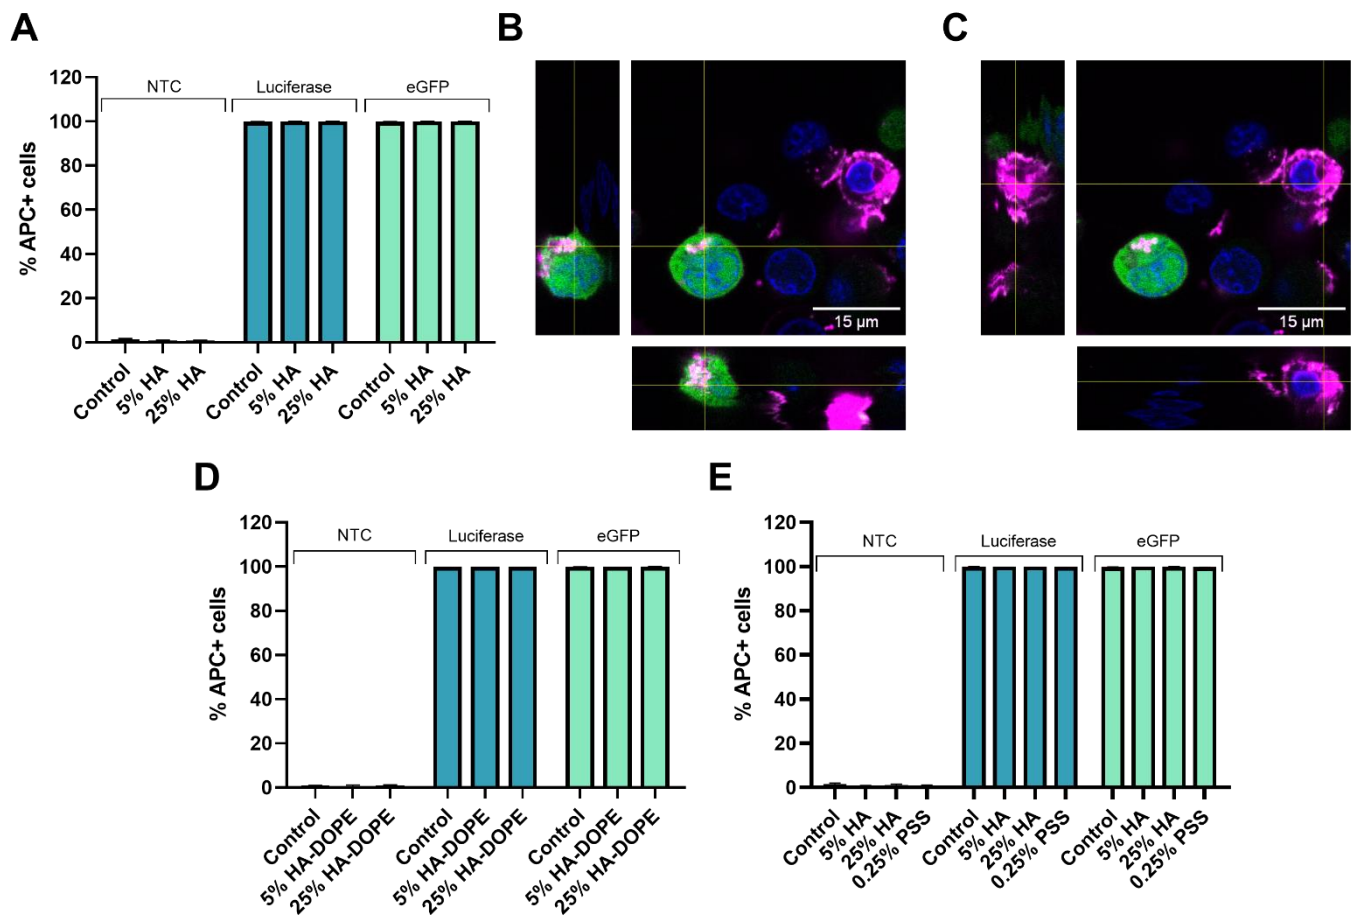 A
B
C
120
100
80
60
40
20
0
% APC+ cells
NTC
Luciferase
eGFP
Control
5% HA
25% HA
Control
5% HA
25% HA
Control
5% HA
25% HA
15 µm
15 µm
D
E
120
100
80
60
40
20
0
% APC+ cells
NTC
Luciferase
eGFP
Control
5% HA-DOPE
25% HA-DOPE
Control
5% HA-DOPE
25% HA-DOPE
Control
5% HA-DOPE
25% HA-DOPE
120
100
80
60
40
20
0
% APC+ cells
NTC
Luciferase
eGFP
Control
5% HA
25% HA
0.25% PSS
Control
5% HA
25% HA
0.25% PSS
Control
5% HA
25% HA
0.25% PSS